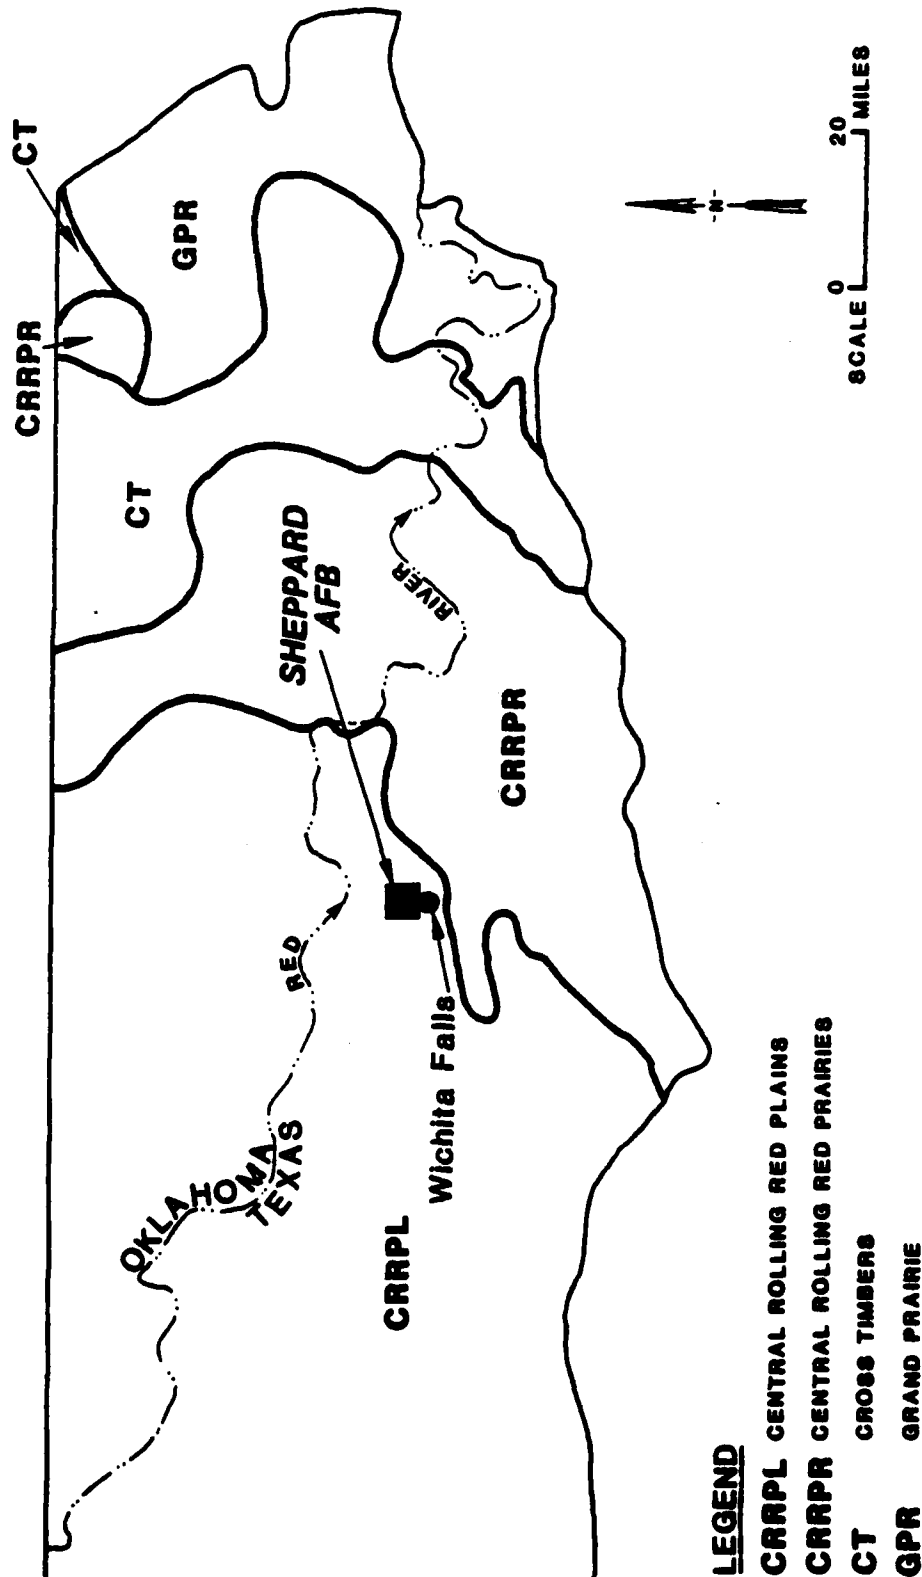 CT
CRRPR
GPR
CT
SHEPPARD
AFB
RIVER
RED
OKLAHOMA
TEXAS
CRRPR
Wichita Falls
CRRPL
-N-
0 20
SCALE MILES
LEGEND
CRRPL CENTRAL ROLLING RED PLAINS
CRRPR CENTRAL ROLLING RED PRAIRIES
CT CROSS TIMBERS
GPR GRAND PRAIRIE